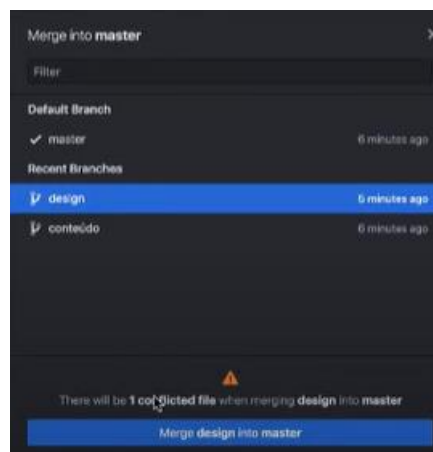 Merge into master
Filter
Default Branch
master 6 minutes ago
Recent Branches
design 5 minutes ago
conteúdo 6 minutes ago
There will be 1 conflicted file when merging design into master
Merge design into master